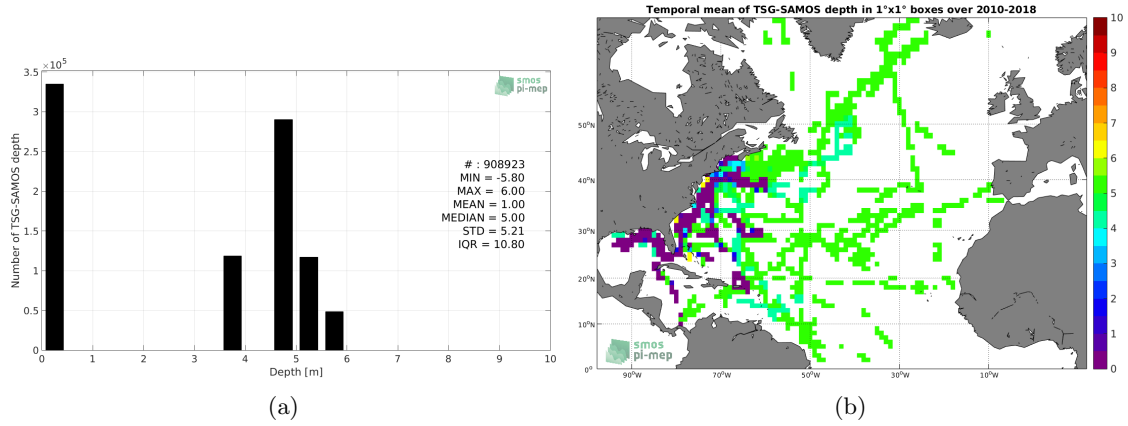 Temporal mean of TSG-SAMOS depth in 1°x1° boxes over 2010-2018
×10⁵
3.5
3
2.5
2
1.5
1
0.5
0
Number of TSG-SAMOS depth
smos
pi-mep
# : 908923
MIN = -5.80
MAX = 6.00
MEAN = 1.00
MEDIAN = 5.00
STD = 5.21
IQR = 10.80
0 1 2 3 4 5 6 7 8 9 10
Depth [m]
(a)
50°N
40°N
30°N
20°N
10°N
0°
90°W 70°W 50°W 30°W 10°W
smos
pi-mep
10
9
8
7
6
5
4
3
2
1
0
(b)